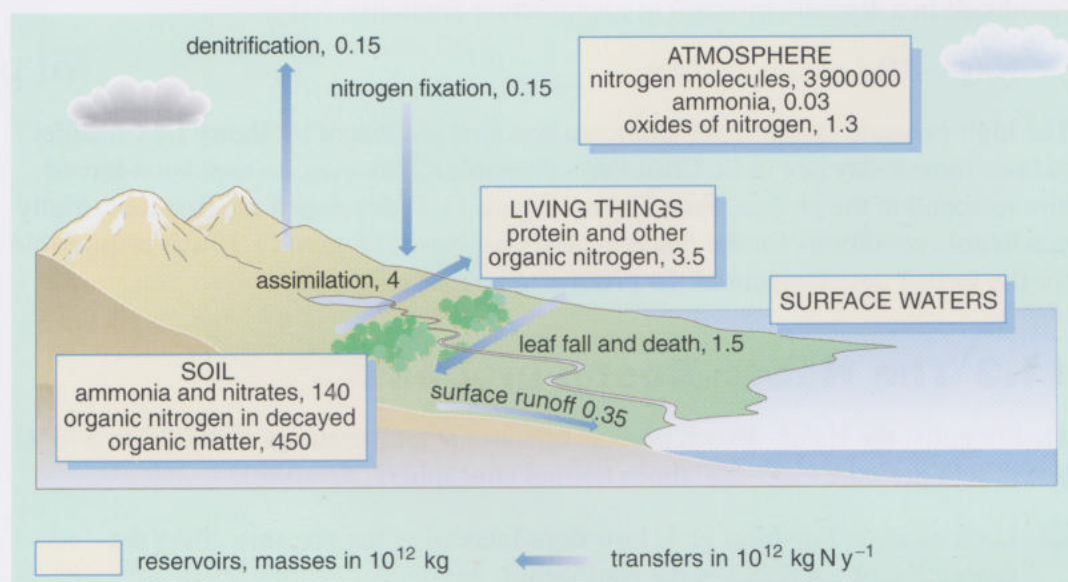 denitrification, 0.15
nitrogen fixation, 0.15
ATMOSPHERE
nitrogen molecules, 3900000
ammonia, 0.03
oxides of nitrogen, 1.3
LIVING THINGS
protein and other
organic nitrogen, 3.5
assimilation, 4
SURFACE WATERS
leaf fall and death, 1.5
SOIL
ammonia and nitrates, 140
organic nitrogen in decayed
organic matter, 450
surface runoff 0.35
reservoirs, masses in 10¹² kg
transfers in 10¹² kg N y⁻¹